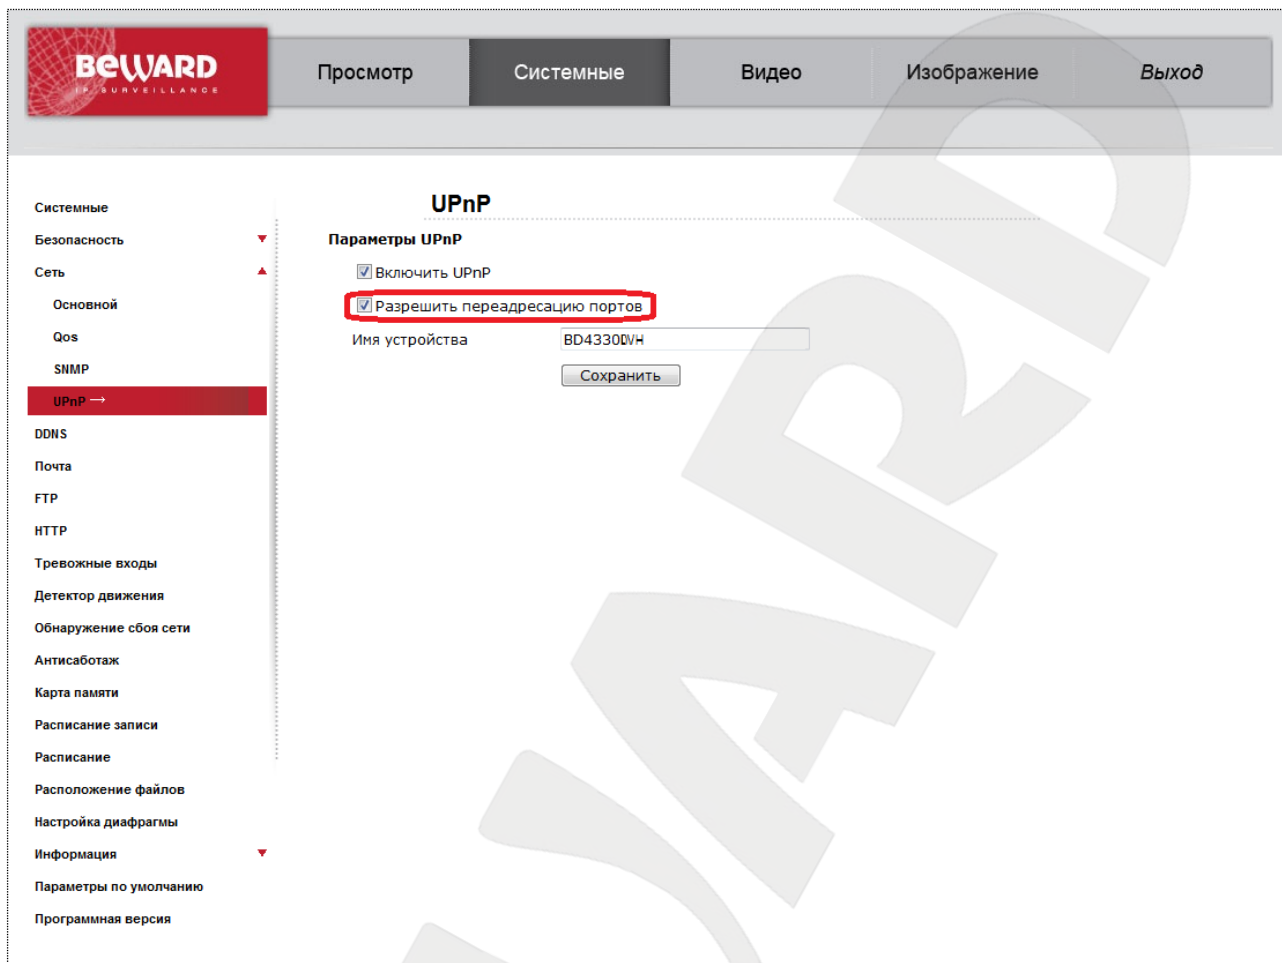 BEWARD
IP SURVEILLANCE
Просмотр
Системные
Видео
Изображение
Выход
Системные
Безопасность
Сеть
Основной
Qos
SNMP
UPnP →
DDNS
Почта
FTP
HTTP
Тревожные входы
Детектор движения
Обнаружение сбоя сети
Антисаботаж
Карта памяти
Расписание записи
Расписание
Расположение файлов
Настройка диафрагмы
Информация
Параметры по умолчанию
Программная версия
UPnP
Параметры UPnP
Включить UPnP
Разрешить переадресацию портов
Имя устройства BD4330DVH
Сохранить